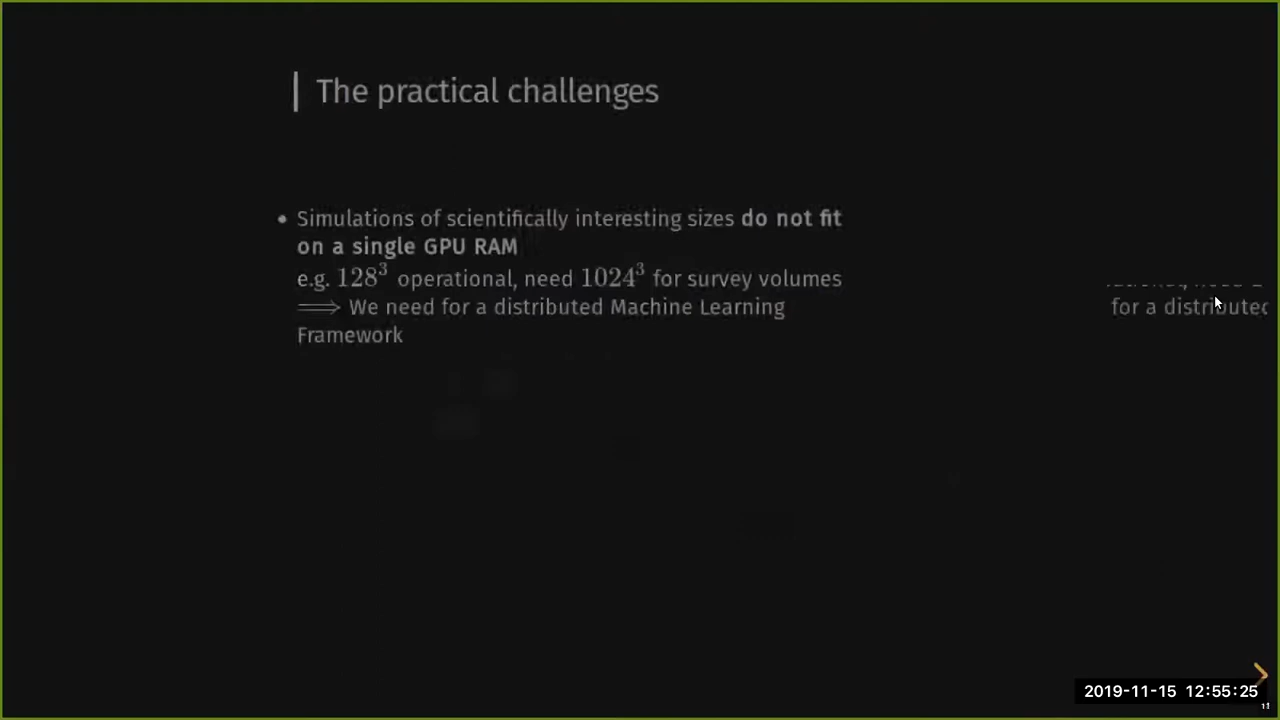 The practical challenges
• Simulations of scientifically interesting sizes do not fit
on a single GPU RAM
e.g. 128³ operational, need 1024³ for survey volumes
⟹ We need for a distributed Machine Learning
Framework
for a distributed
2019-11-15 12:55:25
11